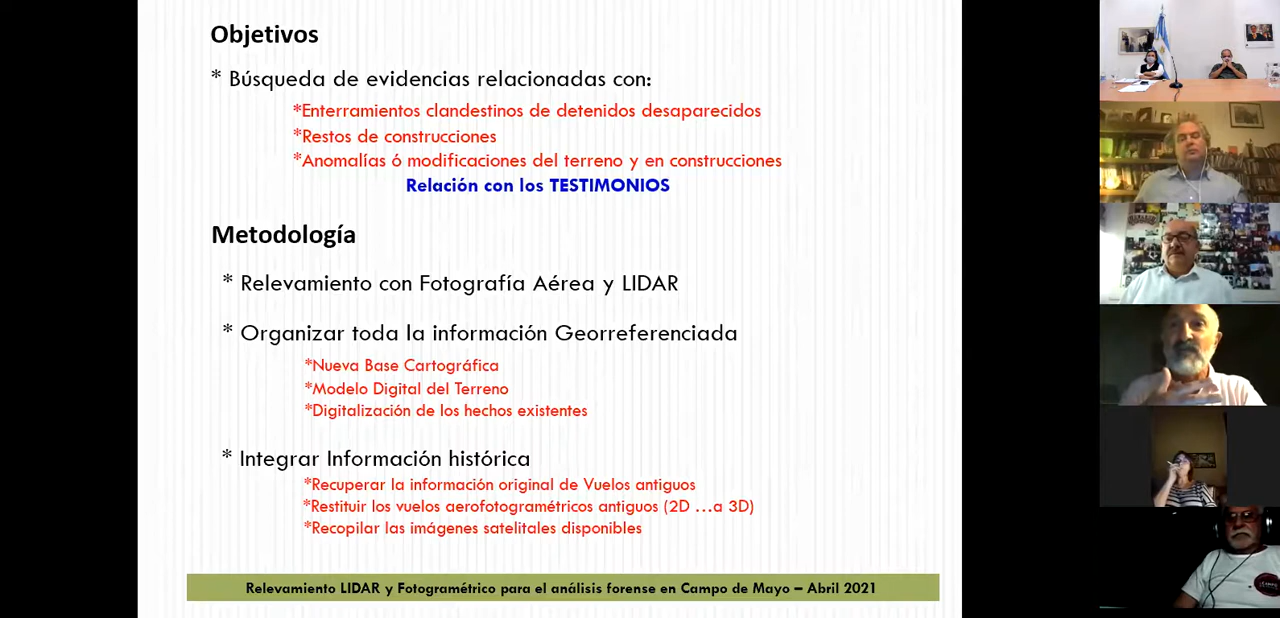 Objetivos
* Búsqueda de evidencias relacionadas con:
*Enterramientos clandestinos de detenidos desaparecidos
*Restos de construcciones
*Anomalías ó modificaciones del terreno y en construcciones
Relación con los TESTIMONIOS
Metodología
* Relevamiento con Fotografía Aérea y LIDAR
* Organizar toda la información Georreferenciada
*Nueva Base Cartográfica
*Modelo Digital del Terreno
*Digitalización de los hechos existentes
* Integrar Información histórica
*Recuperar la información original de Vuelos antiguos
*Restituir los vuelos aerofotogramétricos antiguos (2D ...a 3D)
*Recopilar las imágenes satelitales disponibles
Relevamiento LIDAR y Fotogramétrico para el análisis forense en Campo de Mayo – Abril 2021